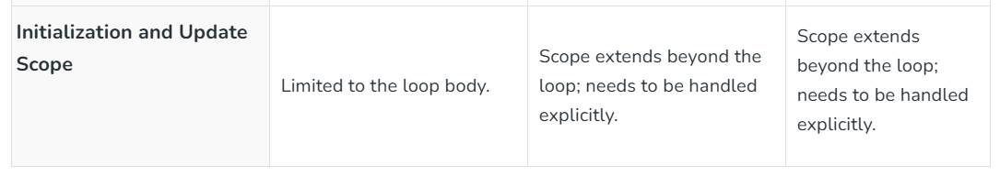 Initialization and Update
Scope
Limited to the loop body.
Scope extends beyond the
loop; needs to be handled
explicitly.
Scope extends
beyond the loop;
needs to be handled
explicitly.